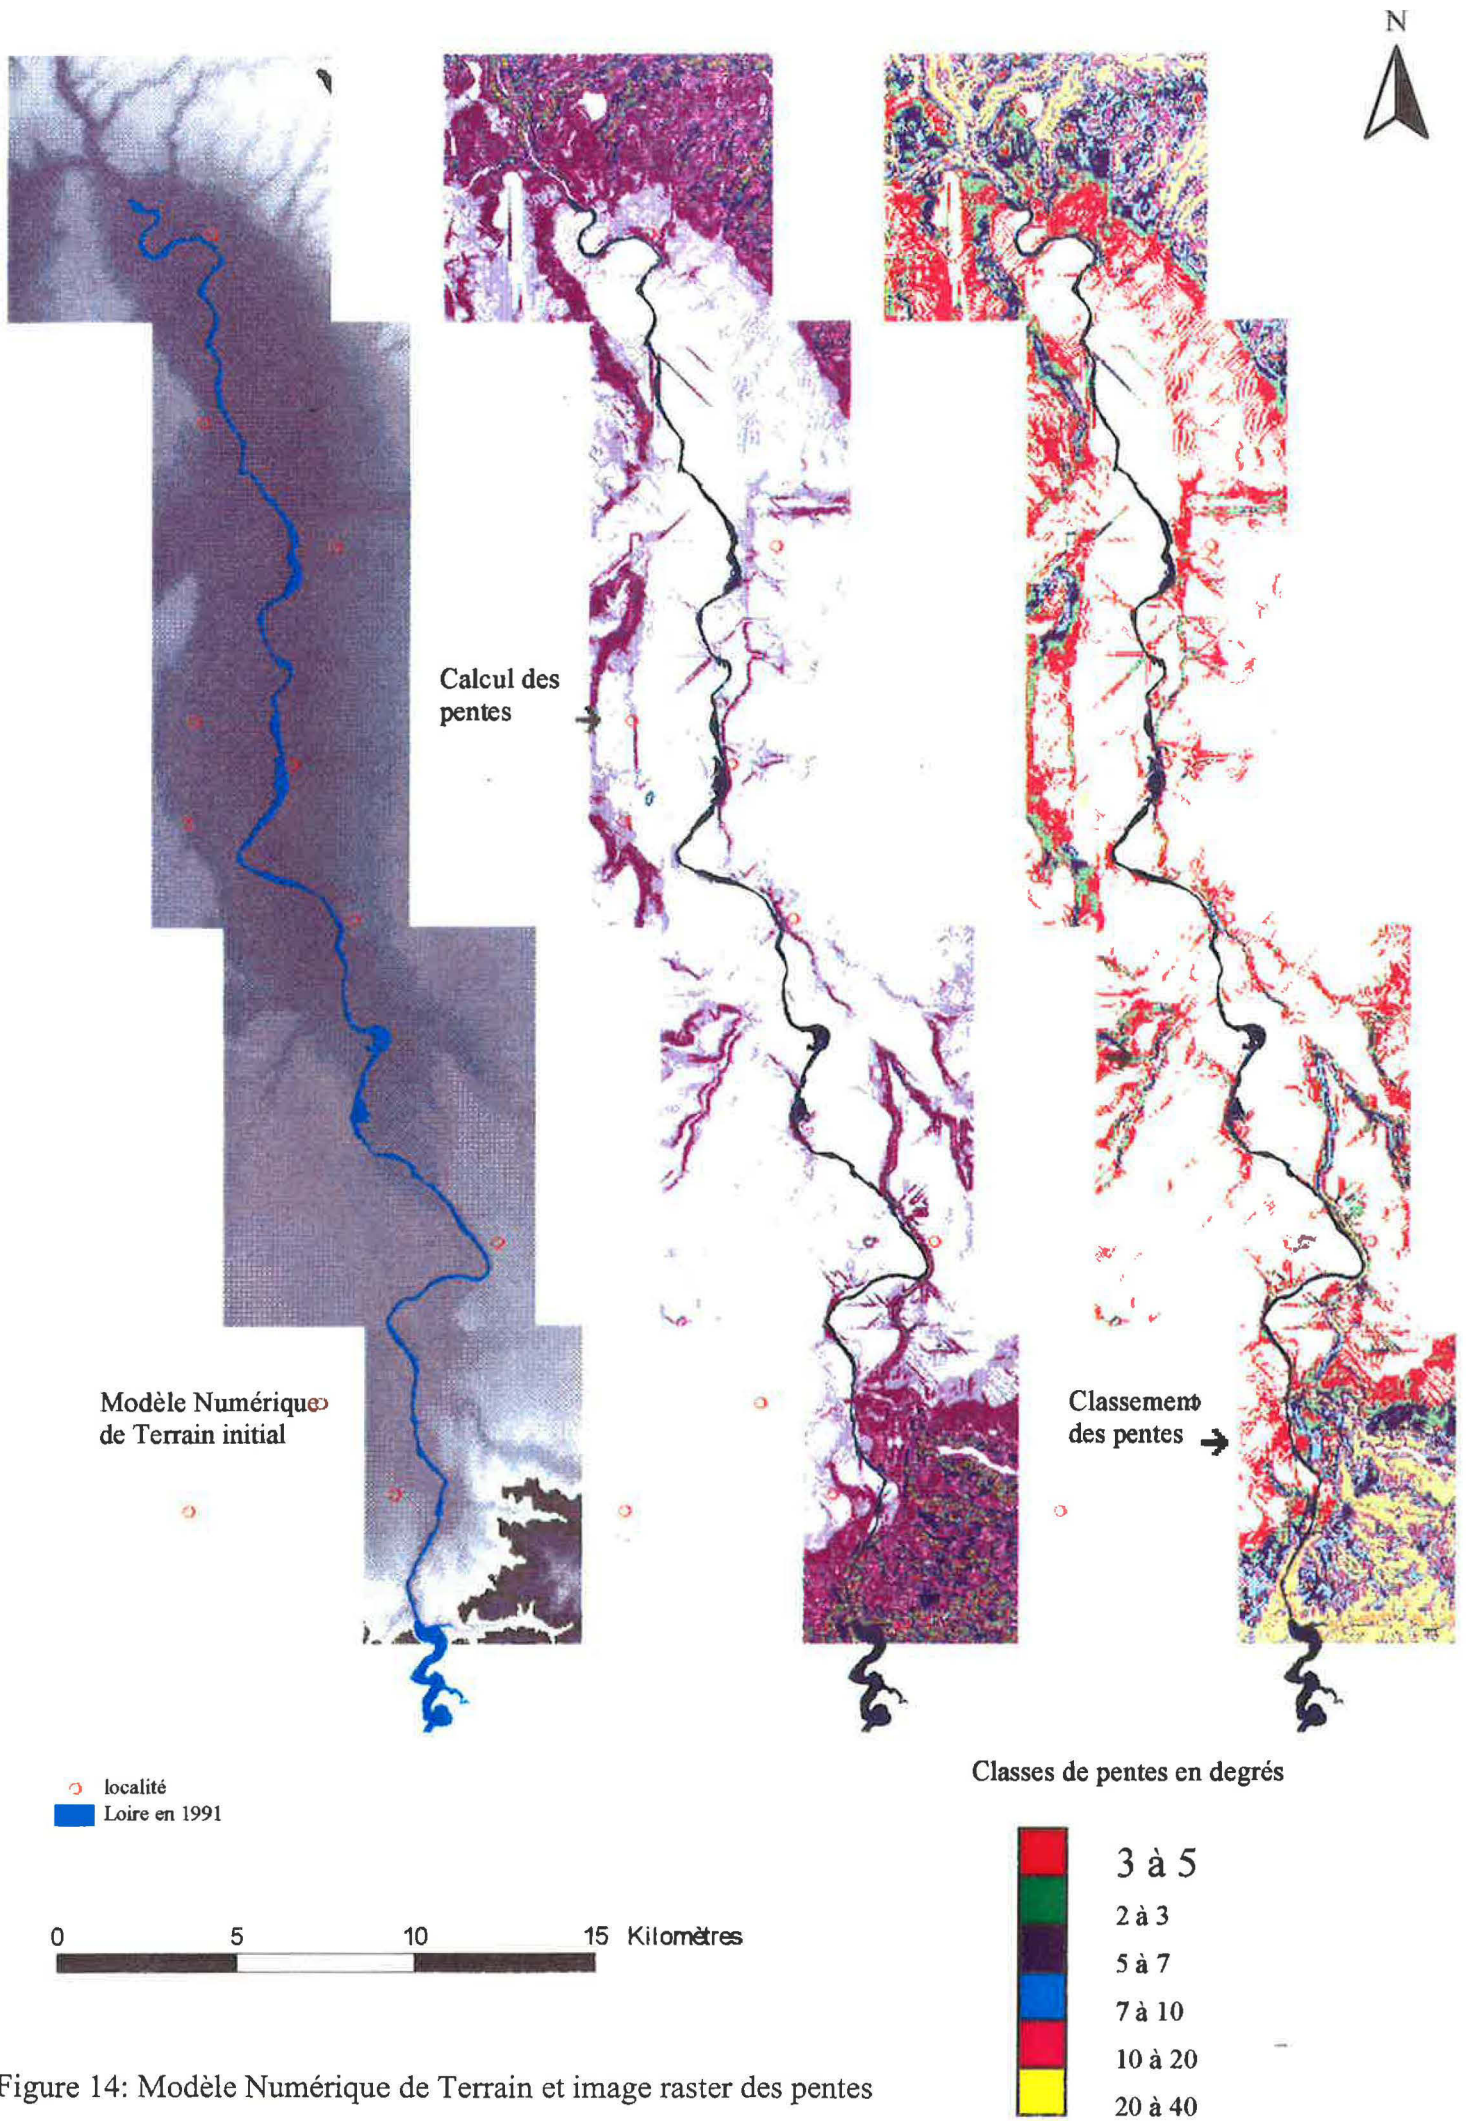 N
Calcul des
pentes
Modèle Numérique
de Terrain initial
Classement
des pentes
localité
Loire en 1991
Classes de pentes en degrés
3 à 5
2 à 3
5 à 7
7 à 10
10 à 20
20 à 40
0 5 10 15 Kilomètres
Figure 14: Modèle Numérique de Terrain et image raster des pentes